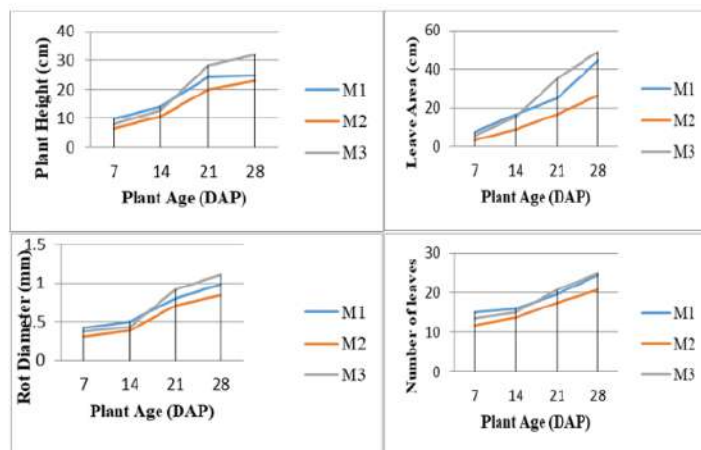 Plant Height (cm)
40
30
20
10
0
7 14 21 28
Plant Age (DAP)
M1
M2
M3
Leave Area (cm)
60
40
20
0
7 14 21 28
Plant Age (DAP)
M1
M2
M3
Rot Diameter (mm)
1.5
1
0.5
0
7 14 21 28
Plant Age (DAP)
M1
M2
M3
Number of leaves
30
20
10
0
7 14 21 28
Plant Age (DAP)
M1
M2
M3